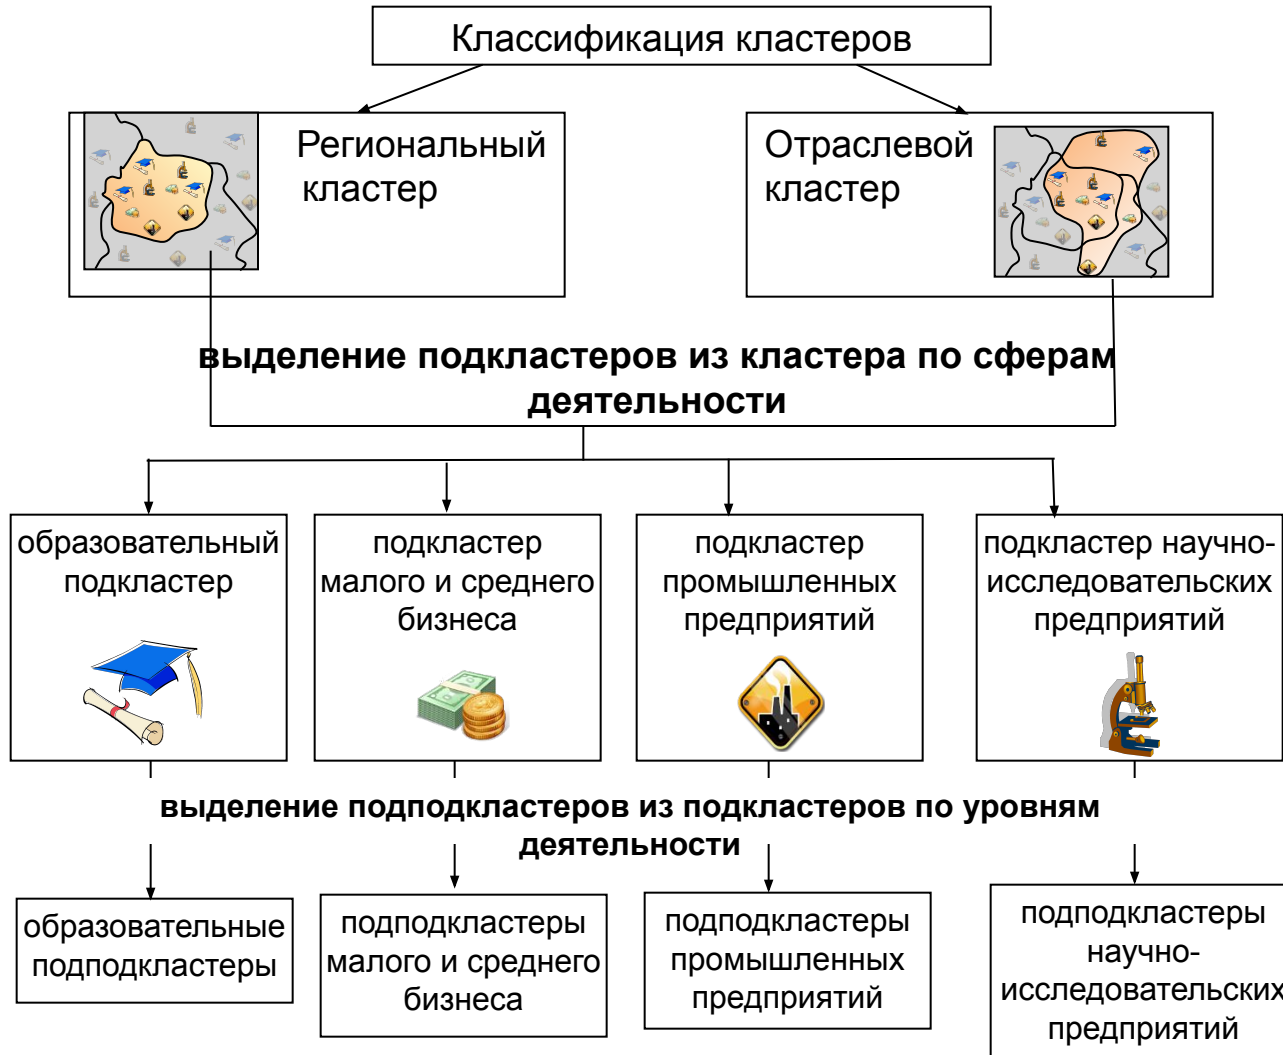 Классификация кластеров
Региональный
кластер
Отраслевой
кластер
выделение подкластеров из кластера по сферам
деятельности
образовательный
подкластер
подкластер
малого и среднего
бизнеса
подкластер
промышленных
предприятий
подкластер научно-
исследовательских
предприятий
выделение подподкластеров из подкластеров по уровням
деятельности
образовательные
подподкластеры
подподкластеры
малого и среднего
бизнеса
подподкластеры
промышленных
предприятий
подподкластеры
научно-
исследовательских
предприятий